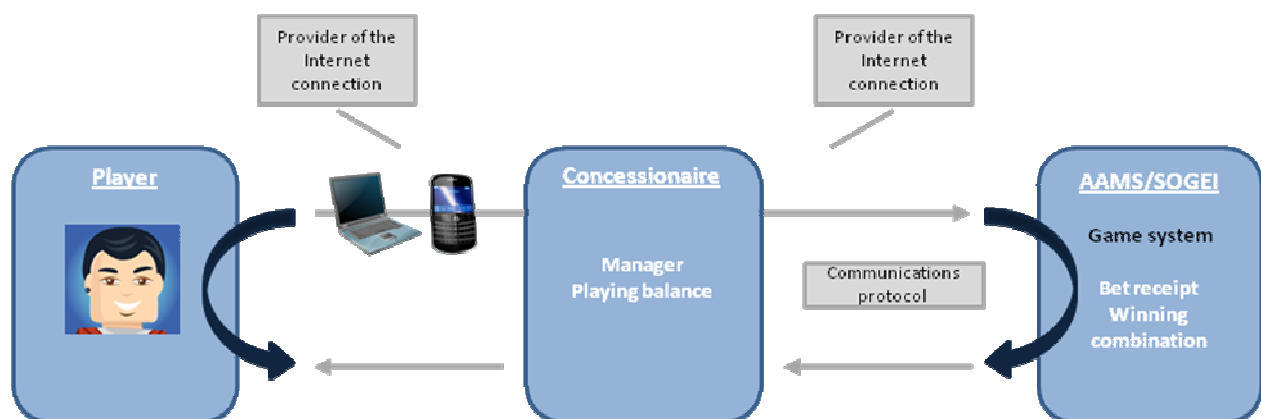 Provider of the
Internet
connection
Provider of the
Internet
connection
Player
Concessionaire
Manager
Playing balance
Communications
protocol
AAMS/SOGEI
Game system
Bet receipt
Winning
combination